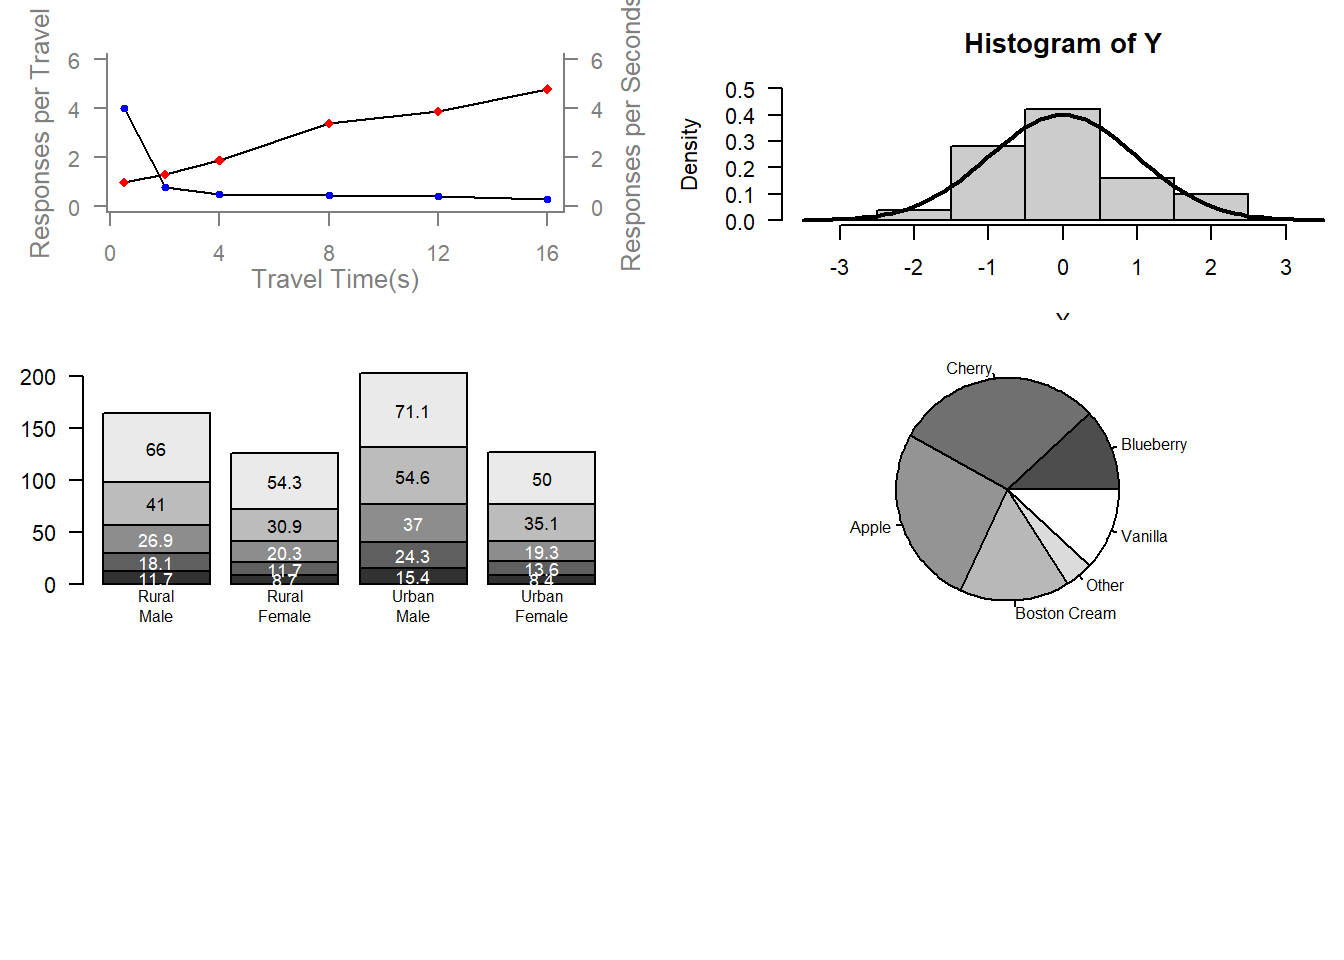 Responses per Travel
6
4
2
0
0 4 8 12 16
Travel Time(s)
6
4
2
0
Responses per Seconds
Histogram of Y
Density
0.5
0.4
0.3
0.2
0.1
0.0
-3 -2 -1 0 1 2 3
200
150
100
50
0
66
41
26.9
18.1
11.7
Rural
Male
54.3
30.9
20.3
11.7
8.7
Rural
Female
71.1
54.6
37
24.3
15.4
Urban
Male
50
35.1
19.3
13.6
8.4
Urban
Female
Cherry
Blueberry
Apple
Vanilla
Other
Boston Cream